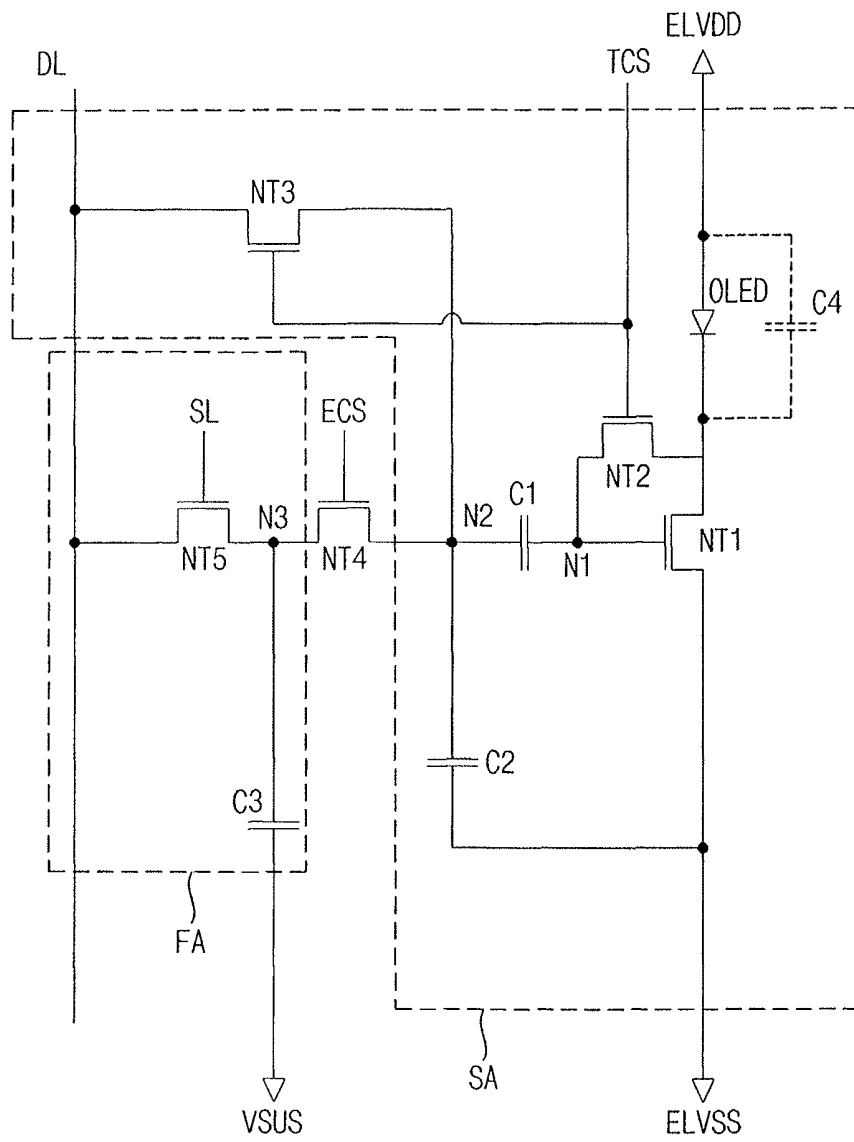 ELVDD
DL
TCS
NT3
OLED
C4
SL
ECS
NT2
C1
N3
N2
NT1
NT5
NT4
N1
C2
C3
FA
SA
VSUS
ELVSS